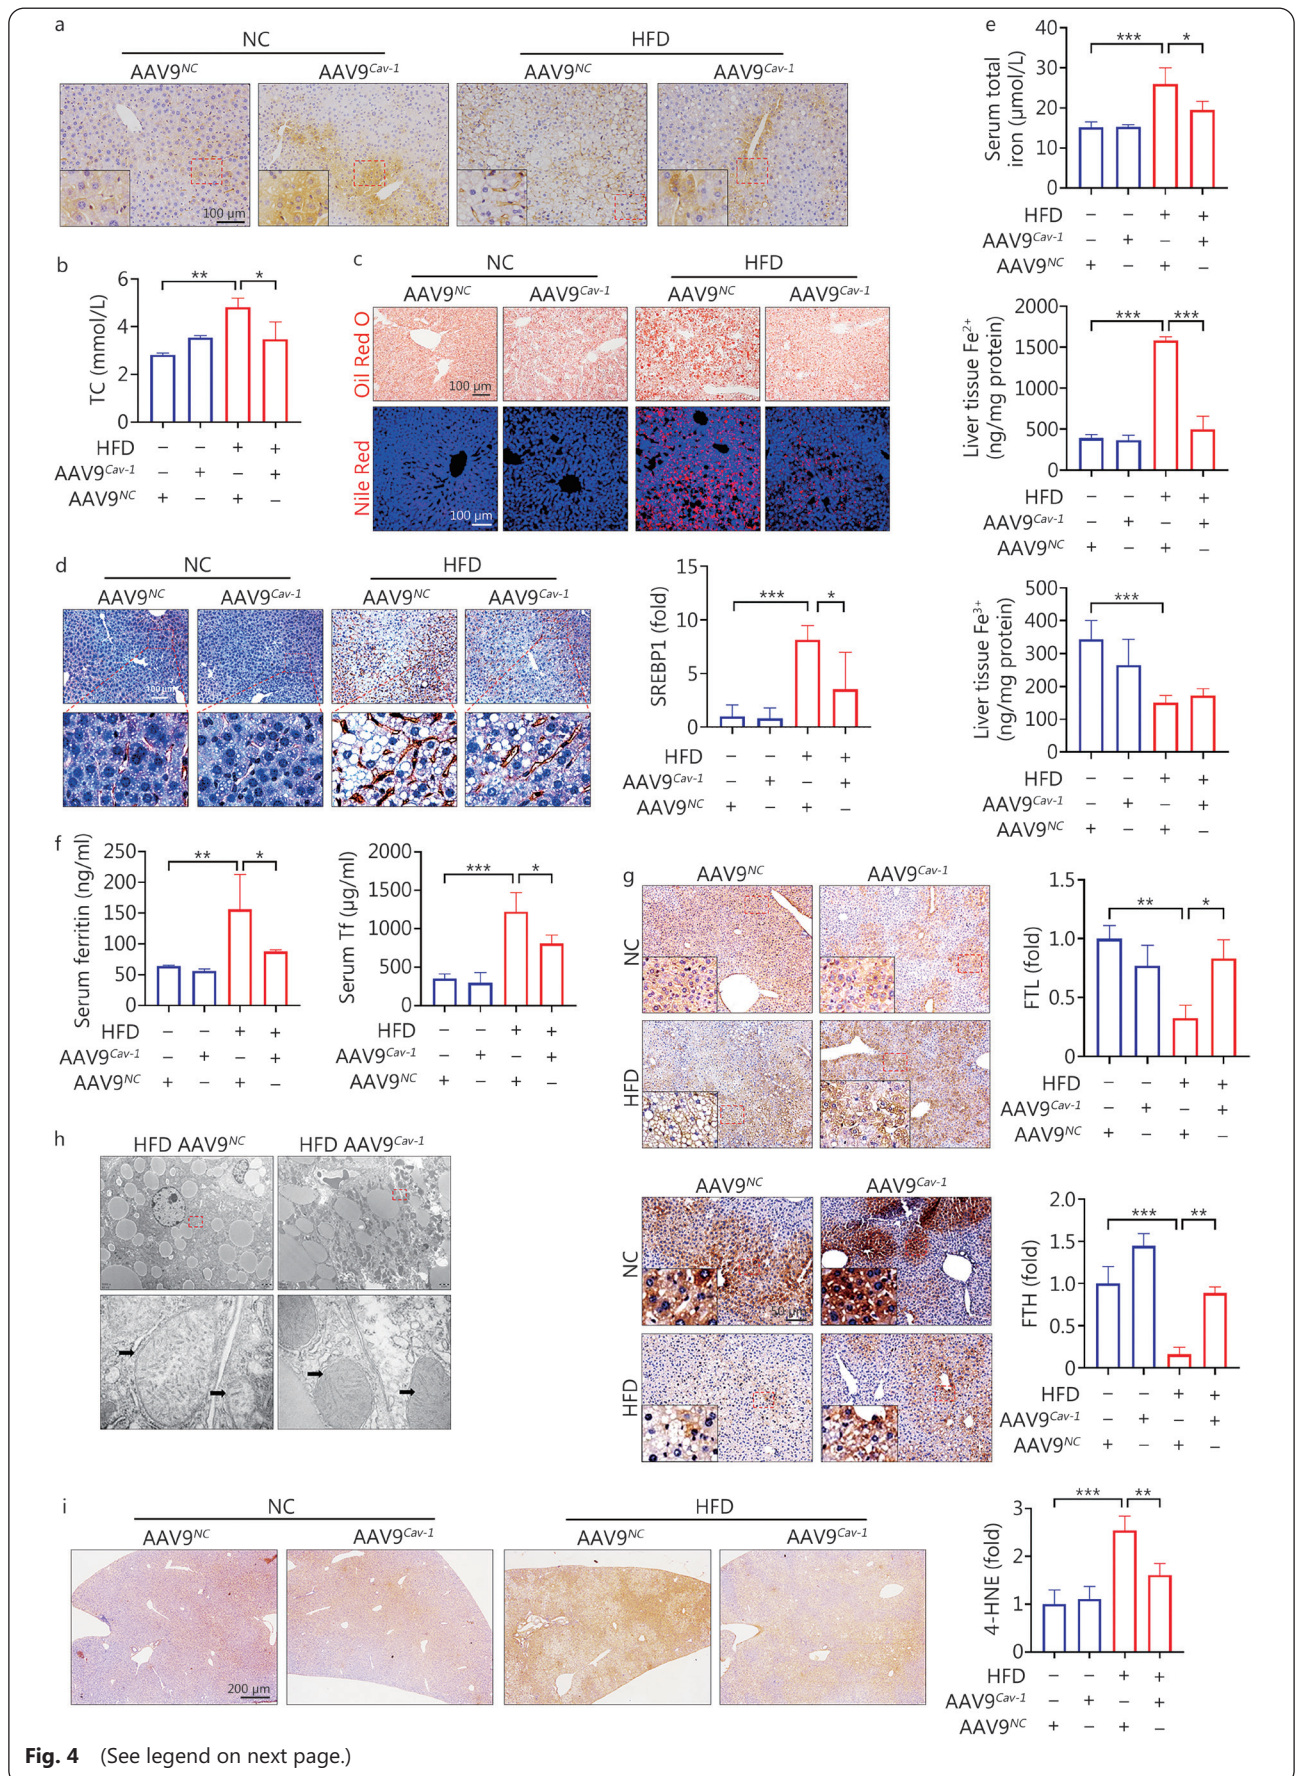 a
NC
HFD
AAV9NC
AAV9Cav-1
AAV9NC
AAV9Cav-1
100 μm
b
TC (mmol/L)
6
4
2
0
**
*
HFD – – + +
AAV9Cav-1 – + – +
AAV9NC + – + –
c
NC
HFD
AAV9NC
AAV9Cav-1
AAV9NC
AAV9Cav-1
Oil Red O
100 μm
Nile Red
100 μm
d
NC
HFD
AAV9NC
AAV9Cav-1
AAV9NC
AAV9Cav-1
100 μm
SREBP1 (fold)
15
10
5
0
***
*
HFD – – + +
AAV9Cav-1 – + – +
AAV9NC + – + –
e
Serum total
iron (μmol/L)
40
30
20
10
0
***
*
HFD – – + +
AAV9Cav-1 – + – +
AAV9NC + – + –
Liver tissue Fe2+
(ng/mg protein)
2000
1500
1000
500
0
***
***
HFD – – + +
AAV9Cav-1 – + – +
AAV9NC + – + –
Liver tissue Fe3+
(ng/mg protein)
500
400
300
200
100
0
***
HFD – – + +
AAV9Cav-1 – + – +
AAV9NC + – + –
f
Serum ferritin (ng/ml)
250
200
150
100
50
0
**
*
HFD – – + +
AAV9Cav-1 – + – +
AAV9NC + – + –
Serum Tf (μg/ml)
2000
1500
1000
500
0
***
*
HFD – – + +
AAV9Cav-1 – + – +
AAV9NC + – + –
g
AAV9NC
AAV9Cav-1
NC
HFD
FTL (fold)
1.5
1.0
0.5
0
**
*
HFD – – + +
AAV9Cav-1 – + – +
AAV9NC + – + –
AAV9NC
AAV9Cav-1
NC
50 μm
HFD
FTH (fold)
2.0
1.5
1.0
0.5
0
***
**
HFD – – + +
AAV9Cav-1 – + – +
AAV9NC + – + –
h
HFD AAV9NC
HFD AAV9Cav-1
i
NC
HFD
AAV9NC
AAV9Cav-1
AAV9NC
AAV9Cav-1
200 μm
4-HNE (fold)
3
2
1
0
***
**
HFD – – + +
AAV9Cav-1 – + – +
AAV9NC + – + –
Fig. 4 (See legend on next page.)